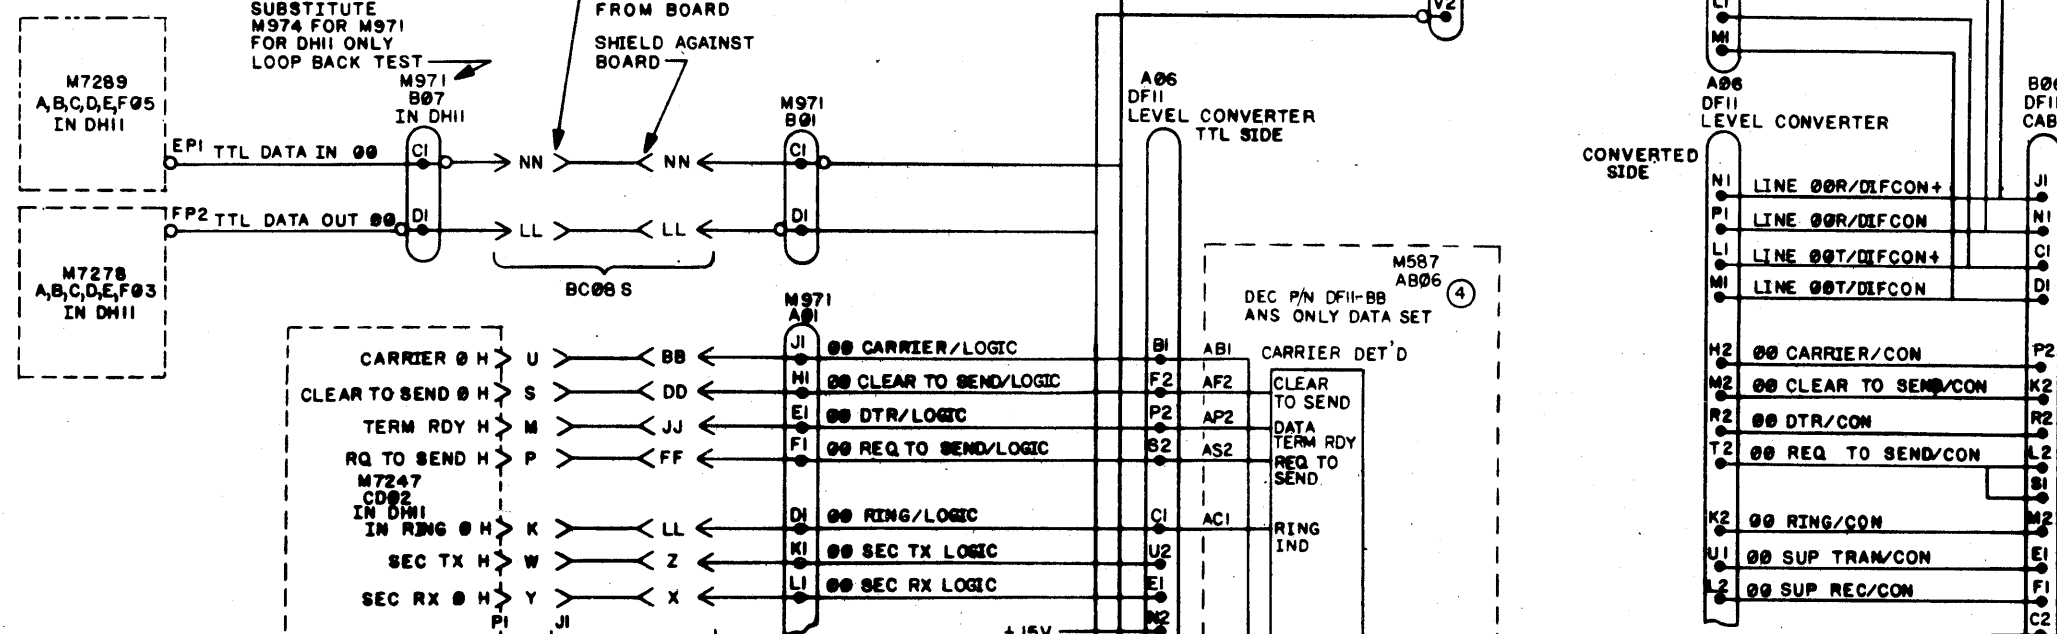 SUBSTITUTE
M974 FOR M971
FOR DH11 ONLY
LOOP BACK TEST
FROM BOARD
SHIELD AGAINST
BOARD
V2
L1
M1
M7289
A,B,C,D,E,F05
IN DH11
M971
B07
IN DH11
M971
B01
A06
DF11
LEVEL CONVERTER
TTL SIDE
A06
DF11
LEVEL CONVERTER
CONVERTED
SIDE
DF11
EP1 TTL DATA IN 00 C1 NN NN C1
FP2 TTL DATA OUT 00 D1 LL LL D1
BC08S
M7278
A,B,C,D,E,F03
IN DH11
N1 LINE 00R/DIFCON+ J1
P1 LINE 00R/DIFCON N1
L1 LINE 00T/DIFCON+ C1
M1 LINE 00T/DIFCON D1
M587
AB06
4
DEC P/N DF11-BB
ANS ONLY DATA SET
M971
A01
CARRIER 0 H U BB J1 00 CARRIER/LOGIC B1 AB1 CARRIER DET'D
CLEAR TO SEND 0 H S DD H1 00 CLEAR TO SEND/LOGIC F2 AF2 CLEAR
TO SEND
TERM RDY H M JJ E1 00 DTR/LOGIC P2 AP2 DATA
TERM RDY
RQ TO SEND H P FF F1 00 REQ TO SEND/LOGIC S2 AS2 REQ TO
SEND
M7247
CD02
IN DH11
IN RING 0 H K LL D1 00 RING/LOGIC C1 AC1 RING
IND
SEC TX H W Z K1 00 SEC TX LOGIC U2
SEC RX 0 H Y X L1 00 SEC RX LOGIC E1
P1 J1
+15V N2
H2 00 CARRIER/CON P2
M2 00 CLEAR TO SEND/CON K2
R2 00 DTR/CON R2
T2 00 REQ TO SEND/CON L2
S1
K2 00 RING/CON M2
U1 00 SUP TRAN/CON E1
L2 00 SUP REC/CON F1
C2